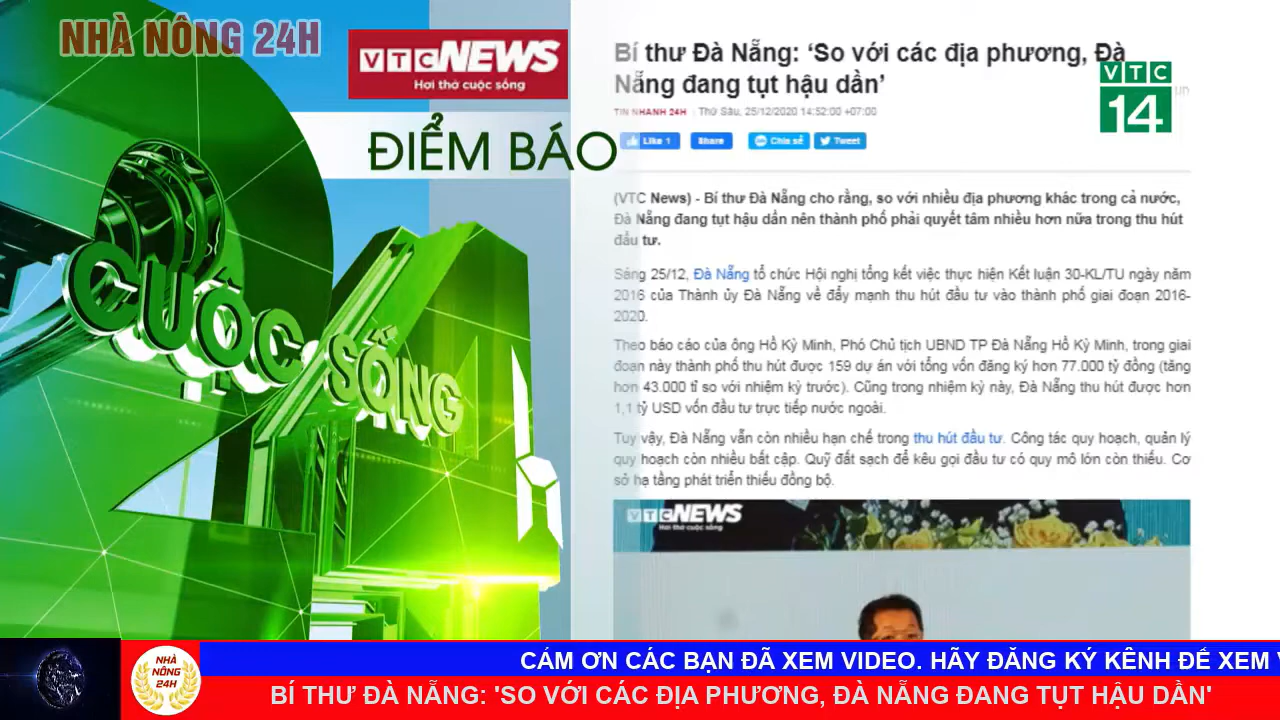 NHÀ NÔNG 24H
VTC NEWS
Hơi thở cuộc sống
ĐIỂM BÁO
CUỘC SỐNG
24h
Bí thư Đà Nẵng: ‘So với các địa phương, Đà
Nẵng đang tụt hậu dần’
TIN NHANH 24H Thứ Sáu, 25/12/2020 14:52:00 +07:00
Like 1 Share Chia sẻ Tweet
VTC
14
(VTC News) - Bí thư Đà Nẵng cho rằng, so với nhiều địa phương khác trong cả nước,
Đà Nẵng đang tụt hậu dần nên thành phố phải quyết tâm nhiều hơn nữa trong thu hút
đầu tư.
Sáng 25/12, Đà Nẵng tổ chức Hội nghị tổng kết việc thực hiện Kết luận 30-KL/TU ngày năm
2016 của Thành ủy Đà Nẵng về đẩy mạnh thu hút đầu tư vào thành phố giai đoạn 2016-
2020.
Theo báo cáo của ông Hồ Kỳ Minh, Phó Chủ tịch UBND TP Đà Nẵng Hồ Kỳ Minh, trong giai
đoạn này thành phố thu hút được 159 dự án với tổng vốn đăng ký hơn 77.000 tỷ đồng (tăng
hơn 43.000 tỉ so với nhiệm kỳ trước). Cũng trong nhiệm kỳ này, Đà Nẵng thu hút được hơn
1,1 tỷ USD vốn đầu tư trực tiếp nước ngoài.
Tuy vậy, Đà Nẵng vẫn còn nhiều hạn chế trong thu hút đầu tư. Công tác quy hoạch, quản lý
quy hoạch còn nhiều bất cập. Quỹ đất sạch để kêu gọi đầu tư có quy mô lớn còn thiếu. Cơ
sở hạ tầng phát triển thiếu đồng bộ.
VTC NEWS
Hơi thở cuộc sống
NHÀ
NÔNG
24H
CẢM ƠN CÁC BẠN ĐÃ XEM VIDEO. HÃY ĐĂNG KÝ KÊNH ĐỂ XEM
BÍ THƯ ĐÀ NẴNG: 'SO VỚI CÁC ĐỊA PHƯƠNG, ĐÀ NẴNG ĐANG TỤT HẬU DẦN'